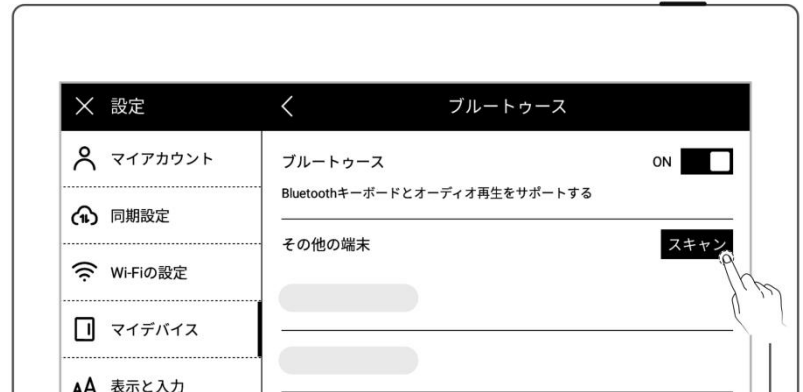 設定
ブルートゥース
マイアカウント
同期設定
Wi-Fiの設定
マイデバイス
表示と入力
ブルートゥース
ON
Bluetoothキーボードとオーディオ再生をサポートする
その他の端末
スキャン